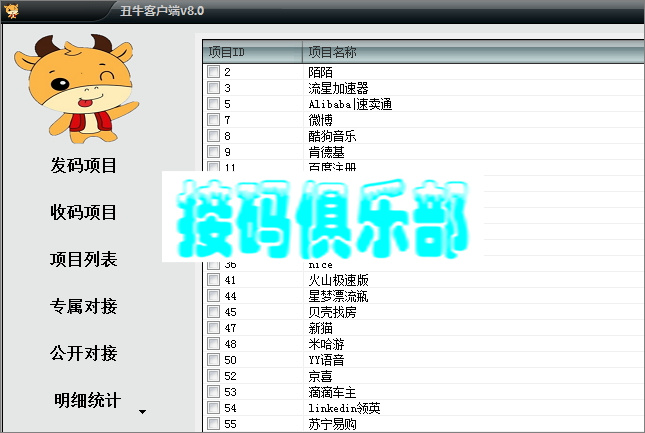 丑牛客户端v8.0
项目ID 项目名称
2 陌陌
3 流星加速器
5 Alibaba|速卖通
7 微博
8 酷狗音乐
9 肯德基
11 百度注册
接码俱乐部
36 nice
41 火山极速版
44 星梦漂流瓶
45 贝壳找房
47 新猫
48 米哈游
50 YY语音
52 京喜
53 滴滴车主
54 linkedin领英
55 苏宁易购
发码项目
收码项目
项目列表
专属对接
公开对接
明细统计